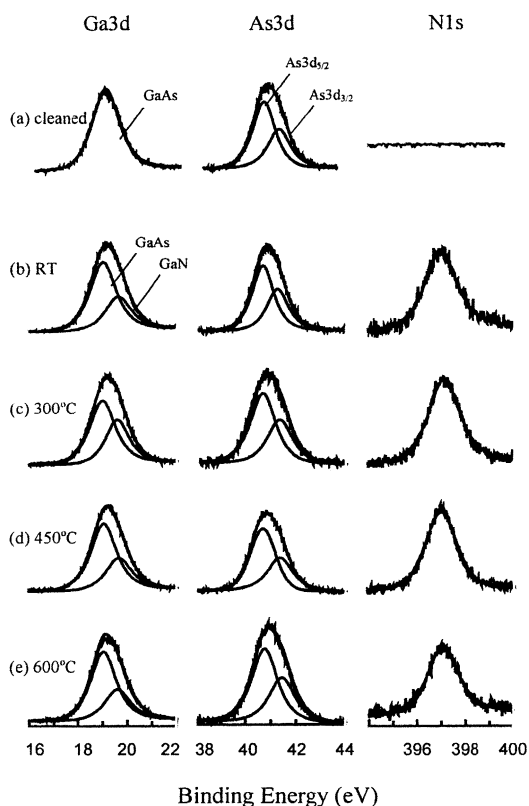 Ga3d As3d N1s
As3d5/2
GaAs As3d3/2
(a) cleaned
GaAs
(b) RT GaN
(c) 300°C
(d) 450°C
(e) 600°C
16 18 20 22 38 40 42 44 396 398 400
Binding Energy (eV)